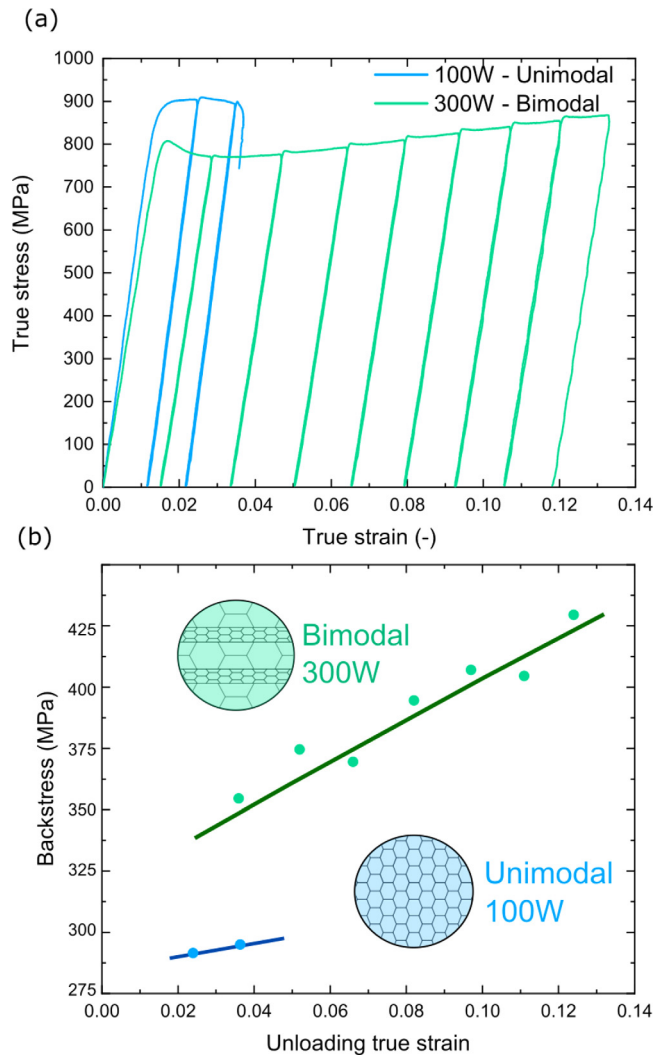 (a)
1000
900
800
700
600
500
400
300
200
100
0
True stress (MPa)
100W - Unimodal
300W - Bimodal
0.00 0.02 0.04 0.06 0.08 0.10 0.12 0.14
True strain (-)
(b)
425
400
375
350
325
300
275
Backstress (MPa)
Bimodal
300W
Unimodal
100W
0.00 0.02 0.04 0.06 0.08 0.10 0.12 0.14
Unloading true strain